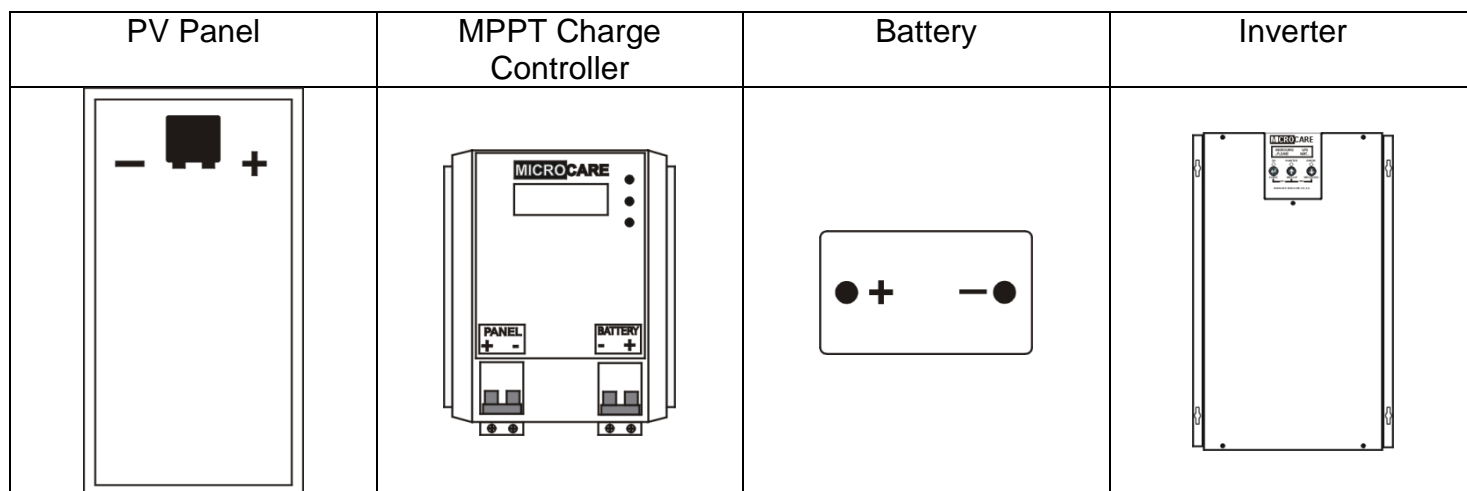 PV Panel
MPPT Charge
Controller
Battery
Inverter
− +
MICROCARE
PANEL
+ -
BATTERY
- +
+ −
MICROCARE